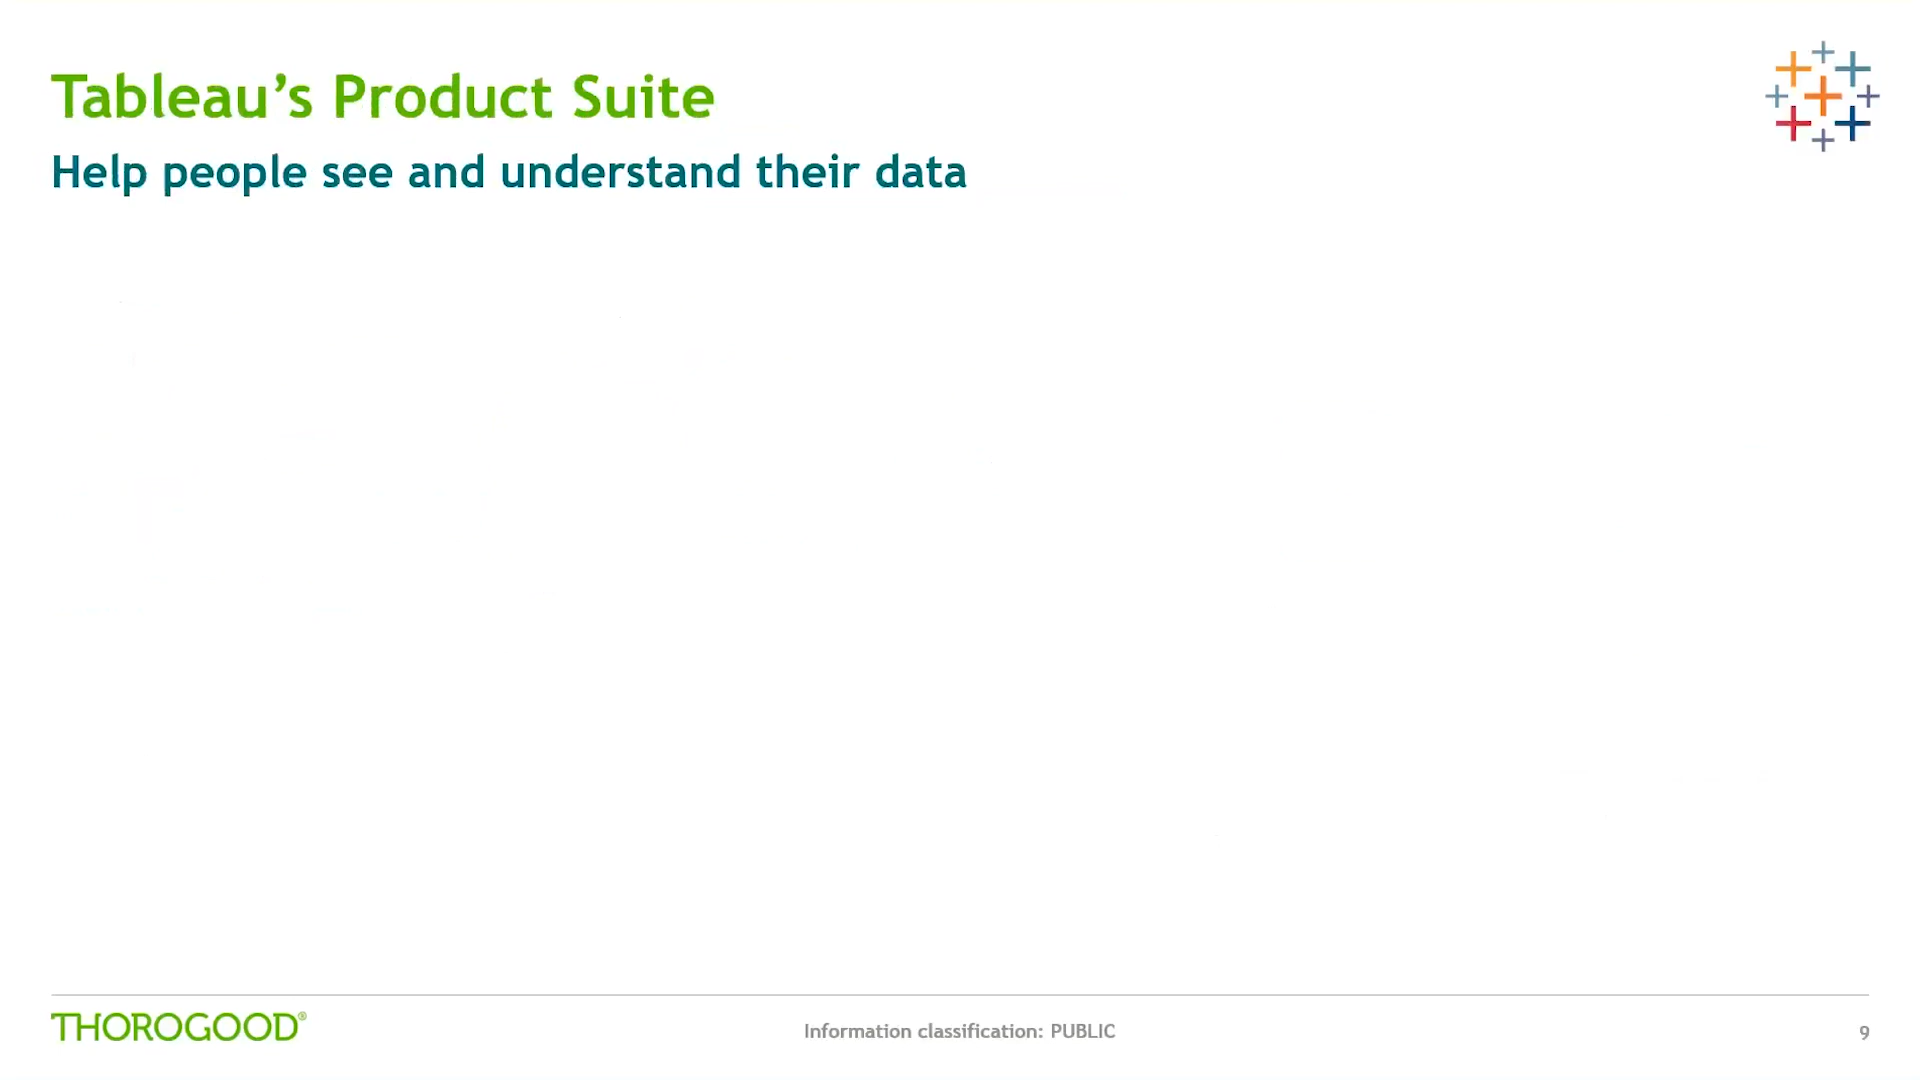 Tableau’s Product Suite
Help people see and understand their data
THOROGOOD®
Information classification: PUBLIC
9